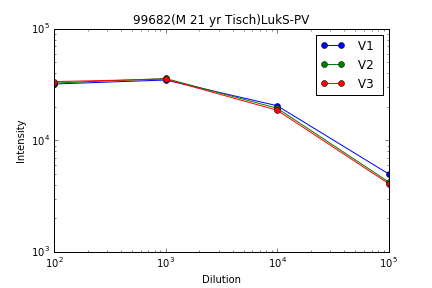 99682(M 21 yr Tisch)LukS-PV
10^5
V1
V2
V3
Intensity
10^4
10^3
10^2 10^3 10^4 10^5
Dilution